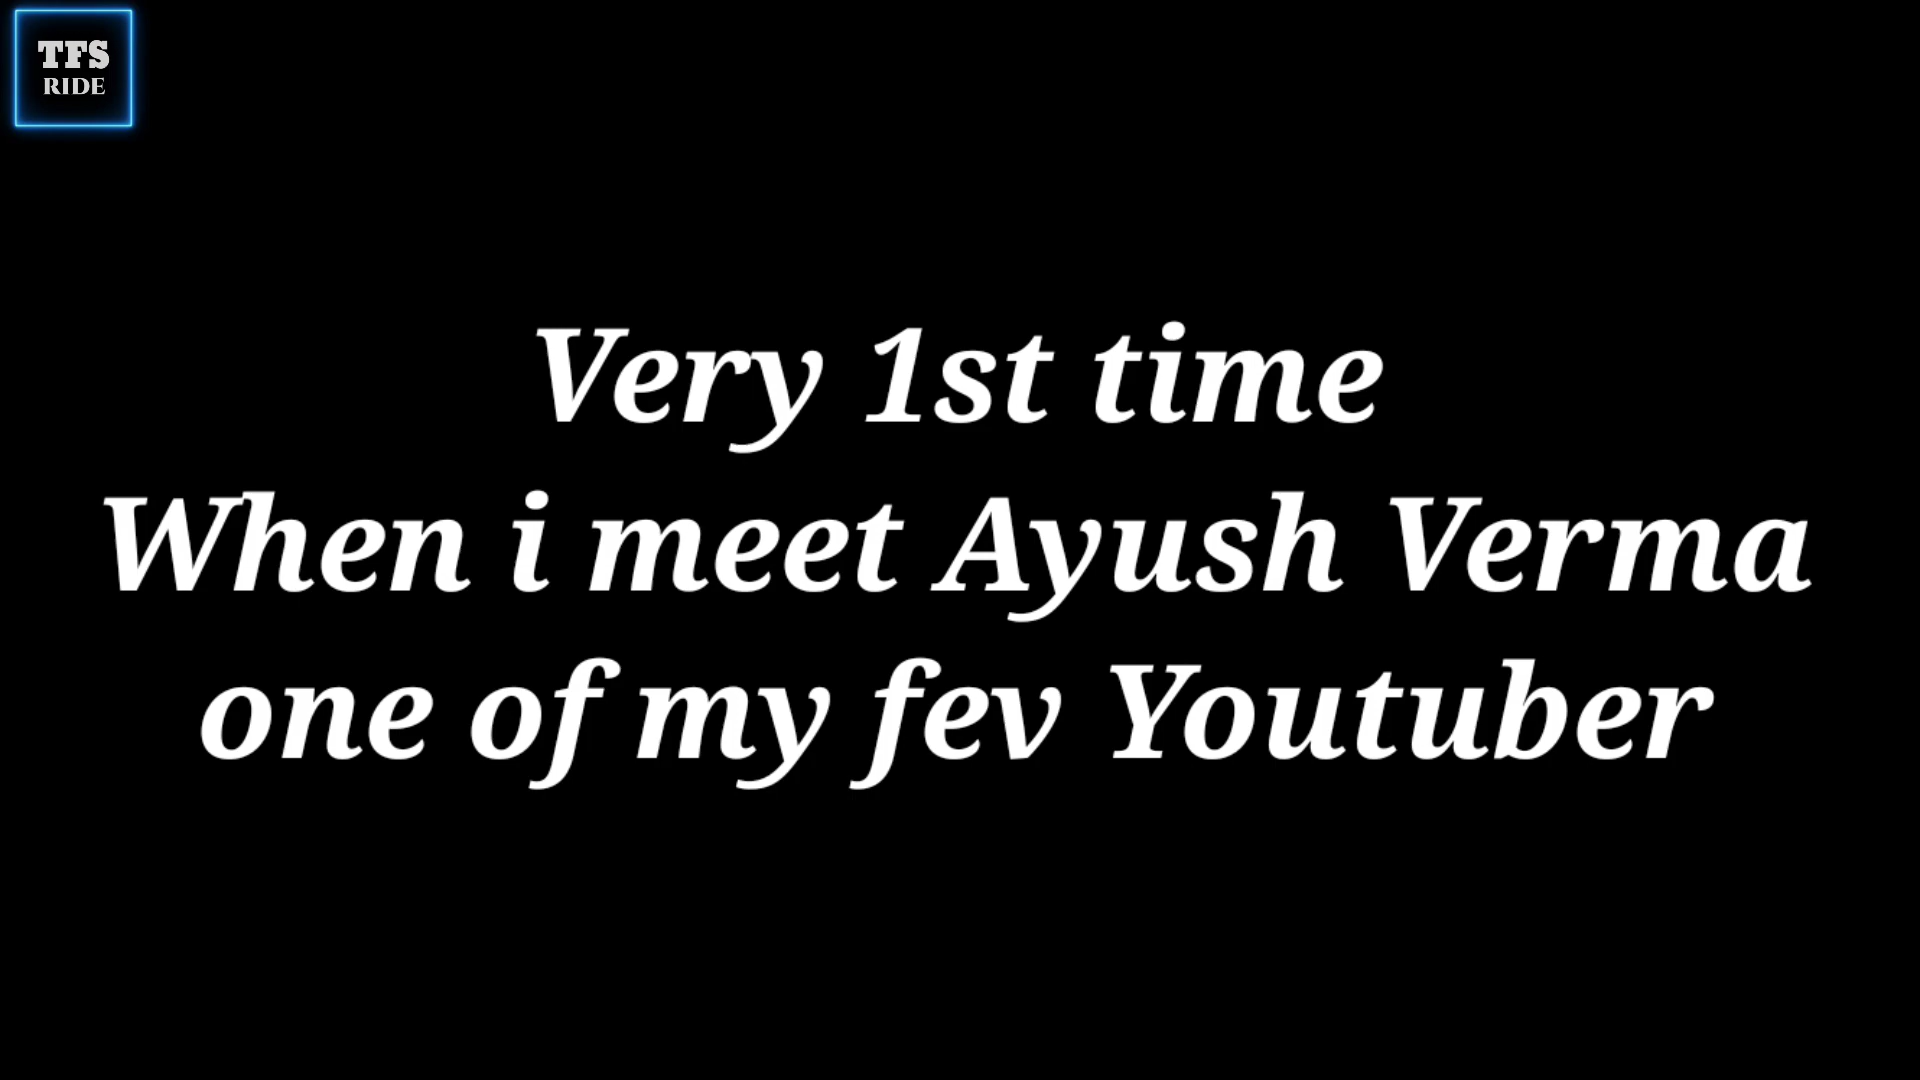 TFS
RIDE
Very 1st time
When i meet Ayush Verma
one of my fev Youtuber